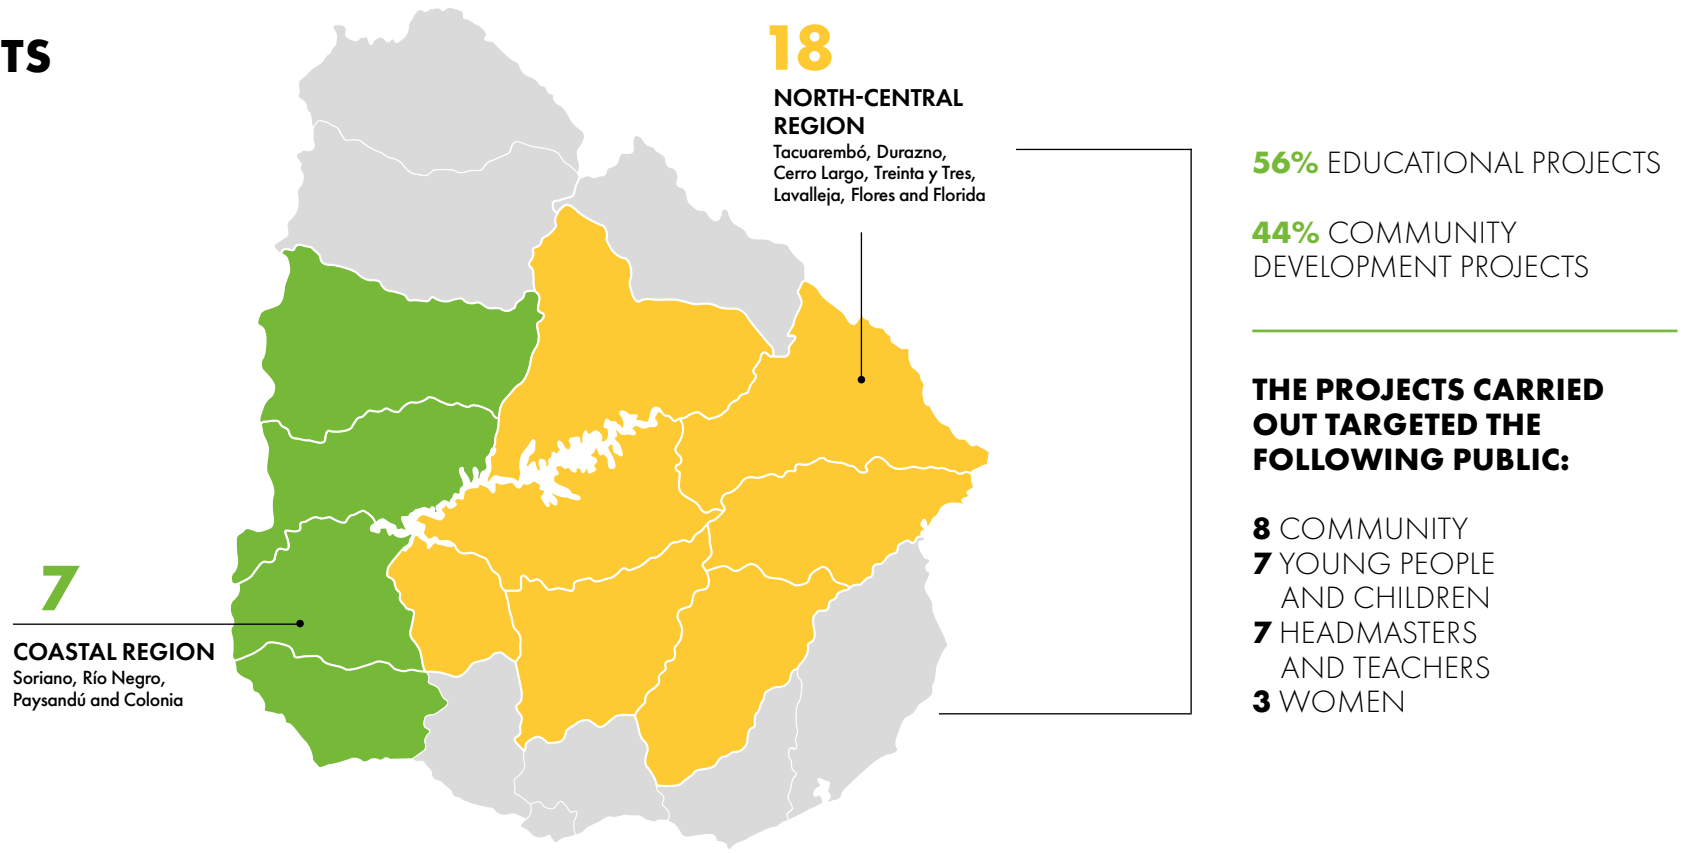 TS
18
NORTH-CENTRAL
REGION
Tacuarembó, Durazno,
Cerro Largo, Treinta y Tres,
Lavalleja, Flores and Florida
7
COASTAL REGION
Soriano, Río Negro,
Paysandú and Colonia
56% EDUCATIONAL PROJECTS
44% COMMUNITY
DEVELOPMENT PROJECTS
THE PROJECTS CARRIED
OUT TARGETED THE
FOLLOWING PUBLIC:
8 COMMUNITY
7 YOUNG PEOPLE
AND CHILDREN
7 HEADMASTERS
AND TEACHERS
3 WOMEN